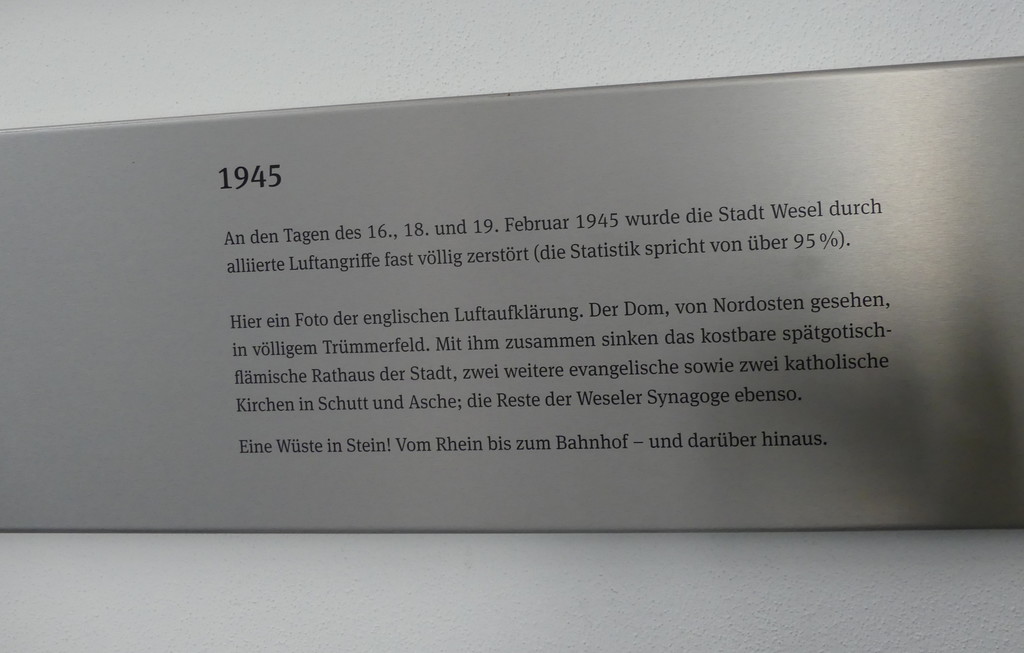 1945
An den Tagen des 16., 18. und 19. Februar 1945 wurde die Stadt Wesel durch
alliierte Luftangriffe fast völlig zerstört (die Statistik spricht von über 95 %).
Hier ein Foto der englischen Luftaufklärung. Der Dom, von Nordosten gesehen,
in völligem Trümmerfeld. Mit ihm zusammen sinken das kostbare spätgotisch-
flämische Rathaus der Stadt, zwei weitere evangelische sowie zwei katholische
Kirchen in Schutt und Asche; die Reste der Weseler Synagoge ebenso.
Eine Wüste in Stein! Vom Rhein bis zum Bahnhof – und darüber hinaus.